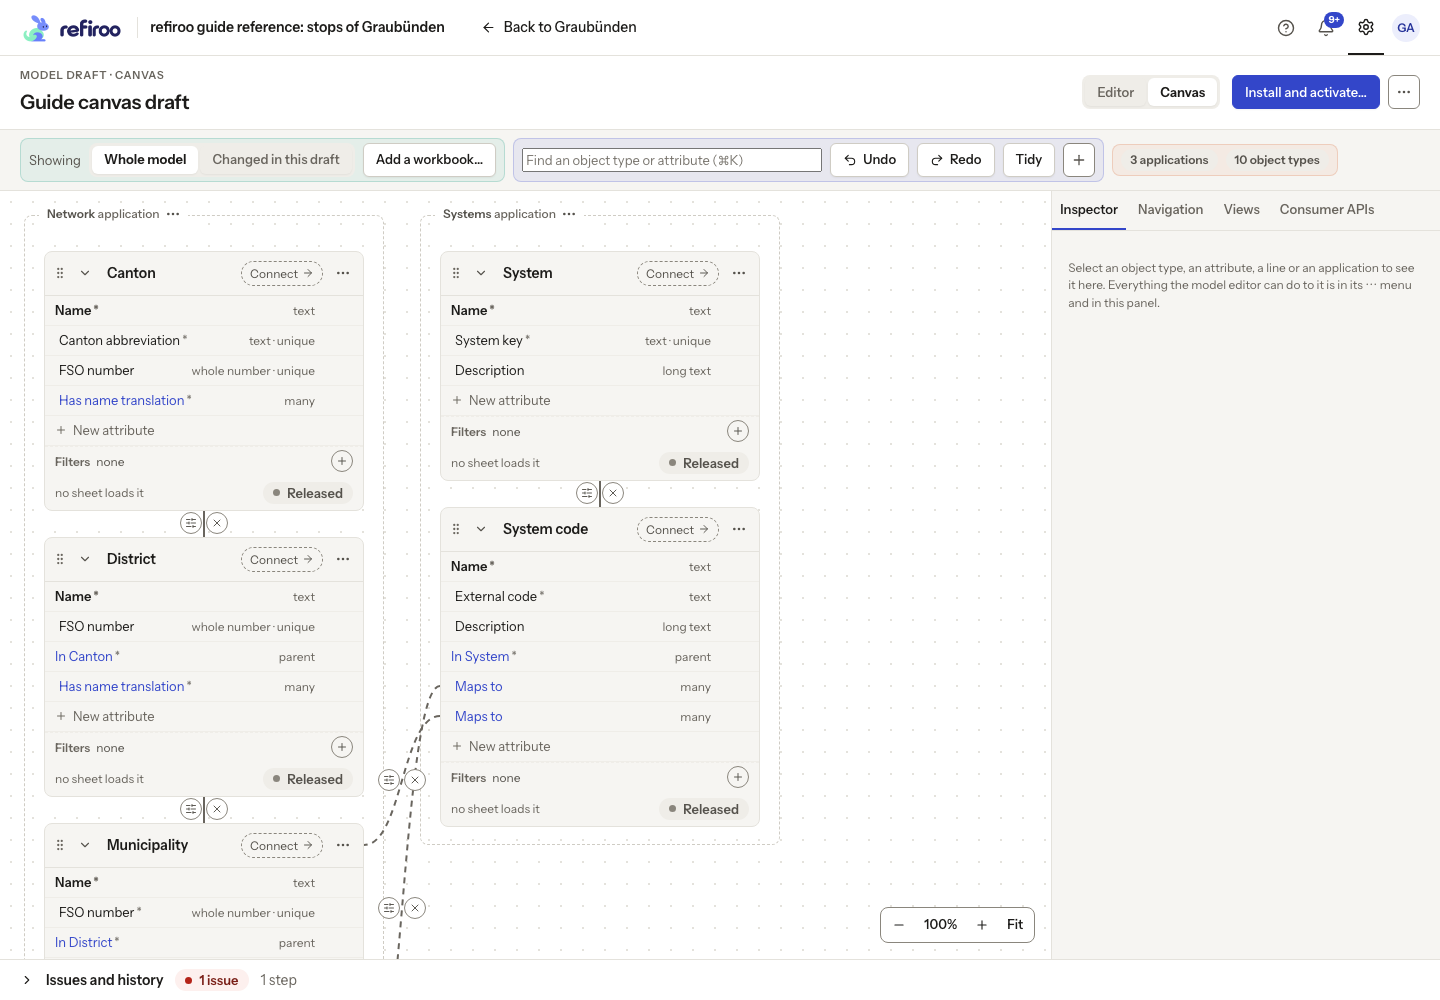 refiroo
refiroo guide reference: stops of Graubünden
Back to Graubünden
9+
GA
MODEL DRAFT · CANVAS
Guide canvas draft
Editor
Canvas
Install and activate...
Showing
Whole model
Changed in this draft
Add a workbook...
Find an object type or attribute (⌘K)
Undo
Redo
Tidy
3 applications
10 object types
Network application
Canton
Connect
Name *
text
Canton abbreviation *
text · unique
FSO number
whole number · unique
Has name translation *
many
New attribute
Filters none
no sheet loads it
Released
District
Connect
Name *
text
FSO number
whole number · unique
In Canton *
parent
Has name translation *
many
New attribute
Filters none
no sheet loads it
Released
Municipality
Connect
Name *
text
FSO number *
whole number · unique
In District *
parent
Systems application
System
Connect
Name *
text
System key *
text · unique
Description
long text
New attribute
Filters none
no sheet loads it
Released
System code
Connect
Name *
text
External code *
text
Description
long text
In System *
parent
Maps to
many
Maps to
many
New attribute
Filters none
no sheet loads it
Released
100%
Fit
Inspector
Navigation
Views
Consumer APIs
Select an object type, an attribute, a line or an application to see
it here. Everything the model editor can do to it is in its ··· menu
and in this panel.
Issues and history
1 issue
1 step